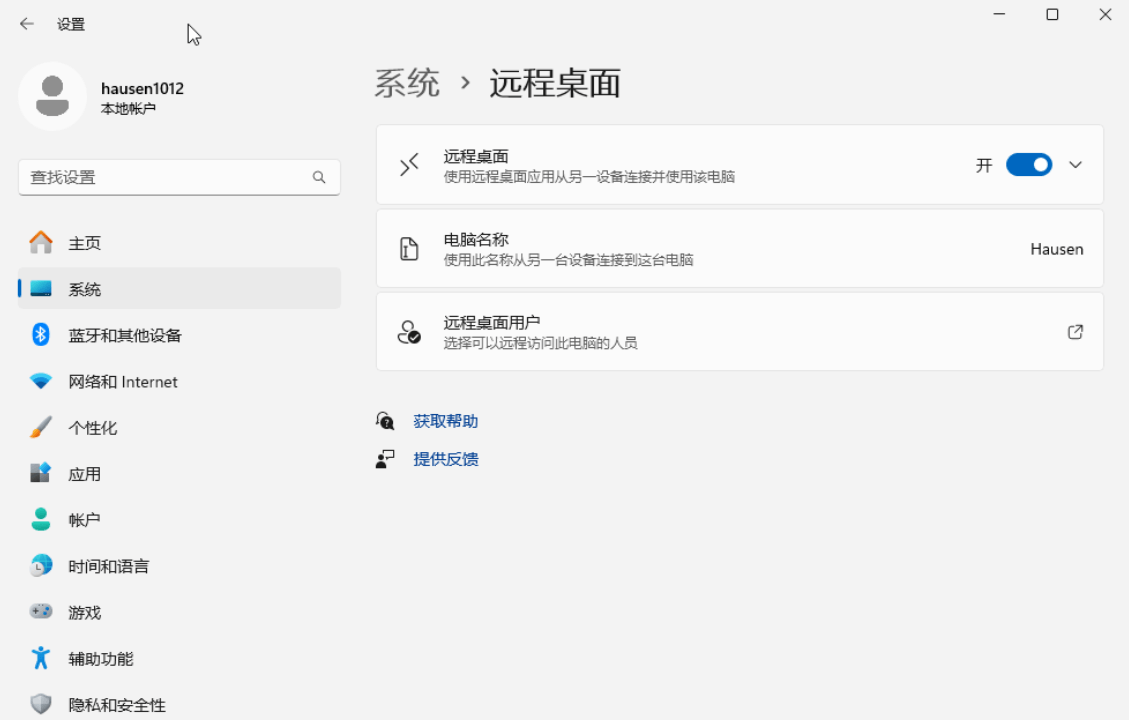 设置
hausen1012
本地帐户
查找设置
主页
系统
蓝牙和其他设备
网络和 Internet
个性化
应用
帐户
时间和语言
游戏
辅助功能
隐私和安全性
系统 › 远程桌面
远程桌面
使用远程桌面应用从另一设备连接并使用该电脑
开
电脑名称
使用此名称从另一台设备连接到这台电脑
Hausen
远程桌面用户
选择可以远程访问此电脑的人员
获取帮助
提供反馈